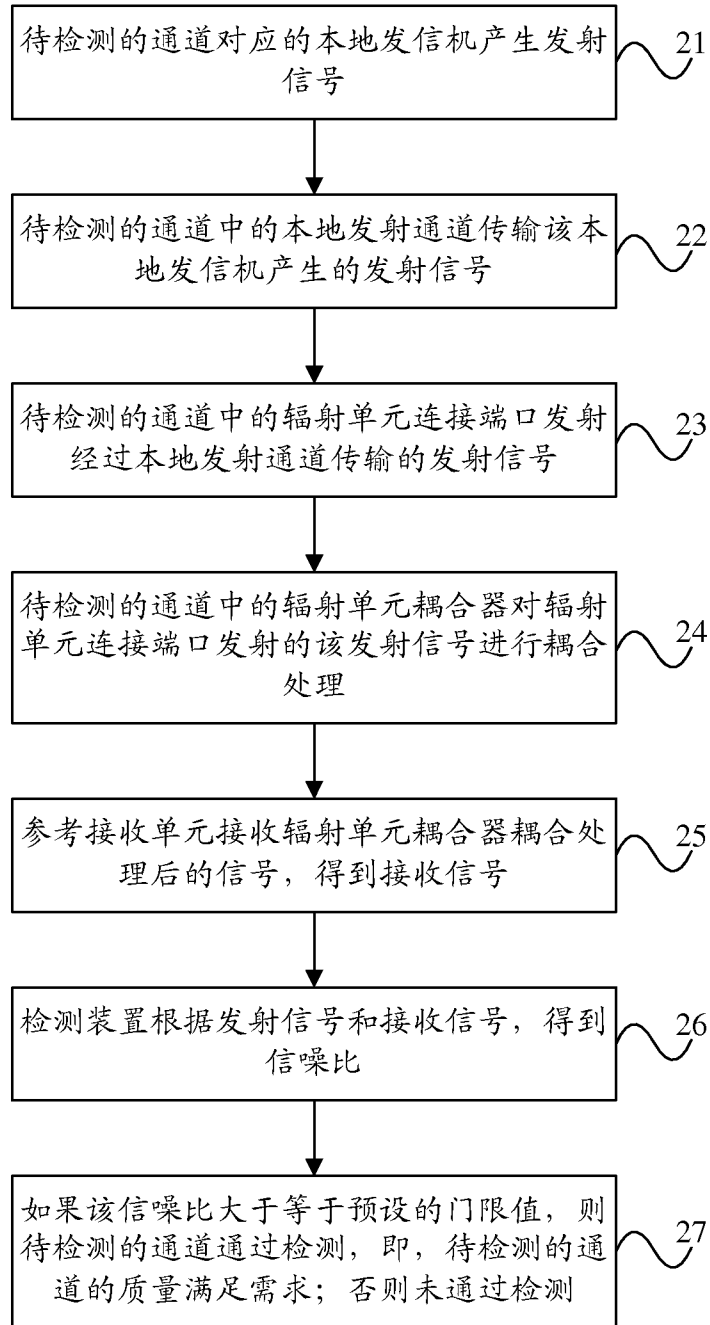 待检测的通道对应的本地发信机产生发射
信号
21
待检测的通道中的本地发射通道传输该本
地发信机产生的发射信号
22
待检测的通道中的辐射单元连接端口发射
经过本地发射通道传输的发射信号
23
待检测的通道中的辐射单元耦合器对辐射
单元连接端口发射的该发射信号进行耦合
处理
24
参考接收单元接收辐射单元耦合器耦合处
理后的信号，得到接收信号
25
检测装置根据发射信号和接收信号，得到
信噪比
26
如果该信噪比大于等于预设的门限值，则
待检测的通道通过检测，即，待检测的通
道的质量满足需求；否则未通过检测
27